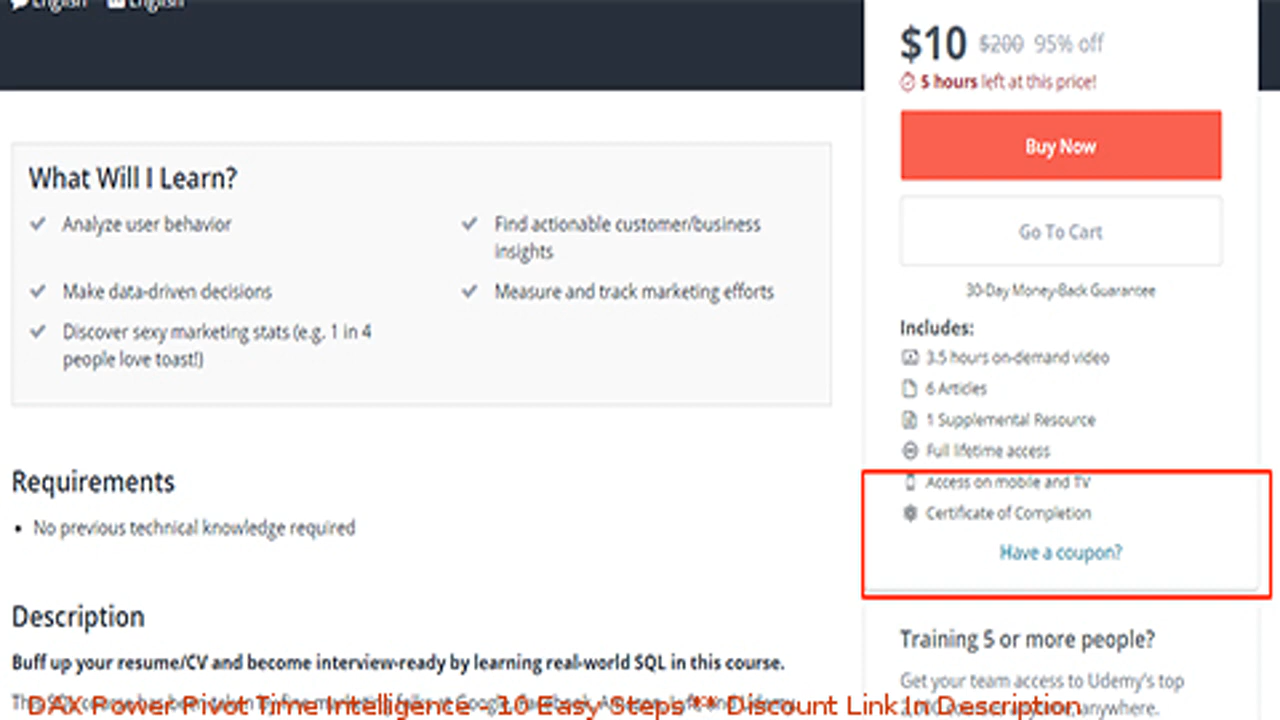 English English
What Will I Learn?
Analyze user behavior
Find actionable customer/business
insights
Make data-driven decisions
Measure and track marketing efforts
Discover sexy marketing stats (e.g. 1 in 4
people love toast!)
Requirements
• No previous technical knowledge required
Description
Buff up your resume/CV and become interview-ready by learning real-world SQL in this course.
$10 $200 95% off
5 hours left at this price!
Buy Now
Go To Cart
30-Day Money-Back Guarantee
Includes:
3.5 hours on-demand video
6 Articles
1 Supplemental Resource
Full lifetime access
Access on mobile and TV
Certificate of Completion
Have a coupon?
Training 5 or more people?
Get your team access to Udemy's top
anywhere.
DAX Power Pivot Time Intelligence - 10 Easy Steps** Discount Link In Description